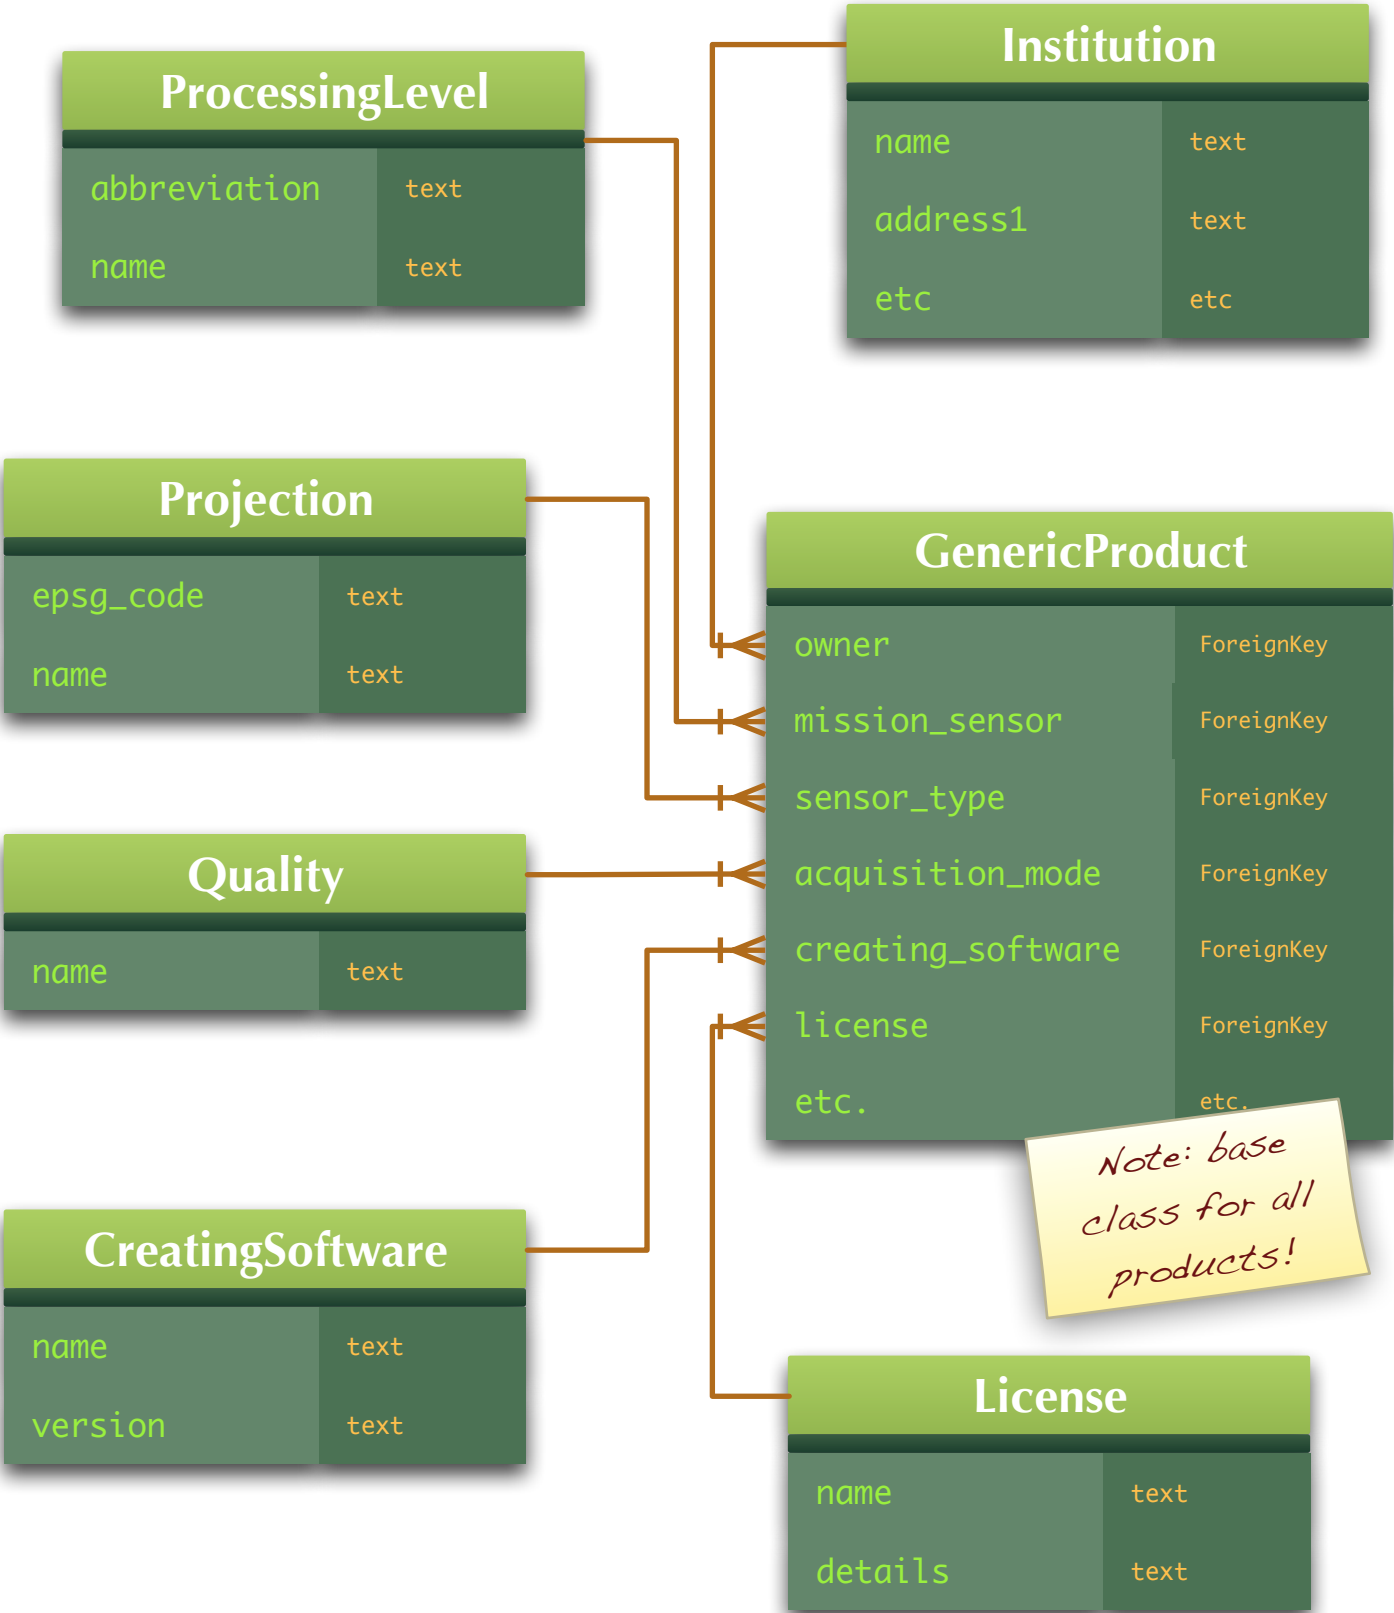 ProcessingLevel
abbreviation text
name text
Institution
name text
address1 text
etc etc
Projection
epsg_code text
name text
Quality
name text
CreatingSoftware
name text
version text
GenericProduct
owner ForeignKey
mission_sensor ForeignKey
sensor_type ForeignKey
acquisition_mode ForeignKey
creating_software ForeignKey
license ForeignKey
etc. etc.
Note: base
class for all
products!
License
name text
details text